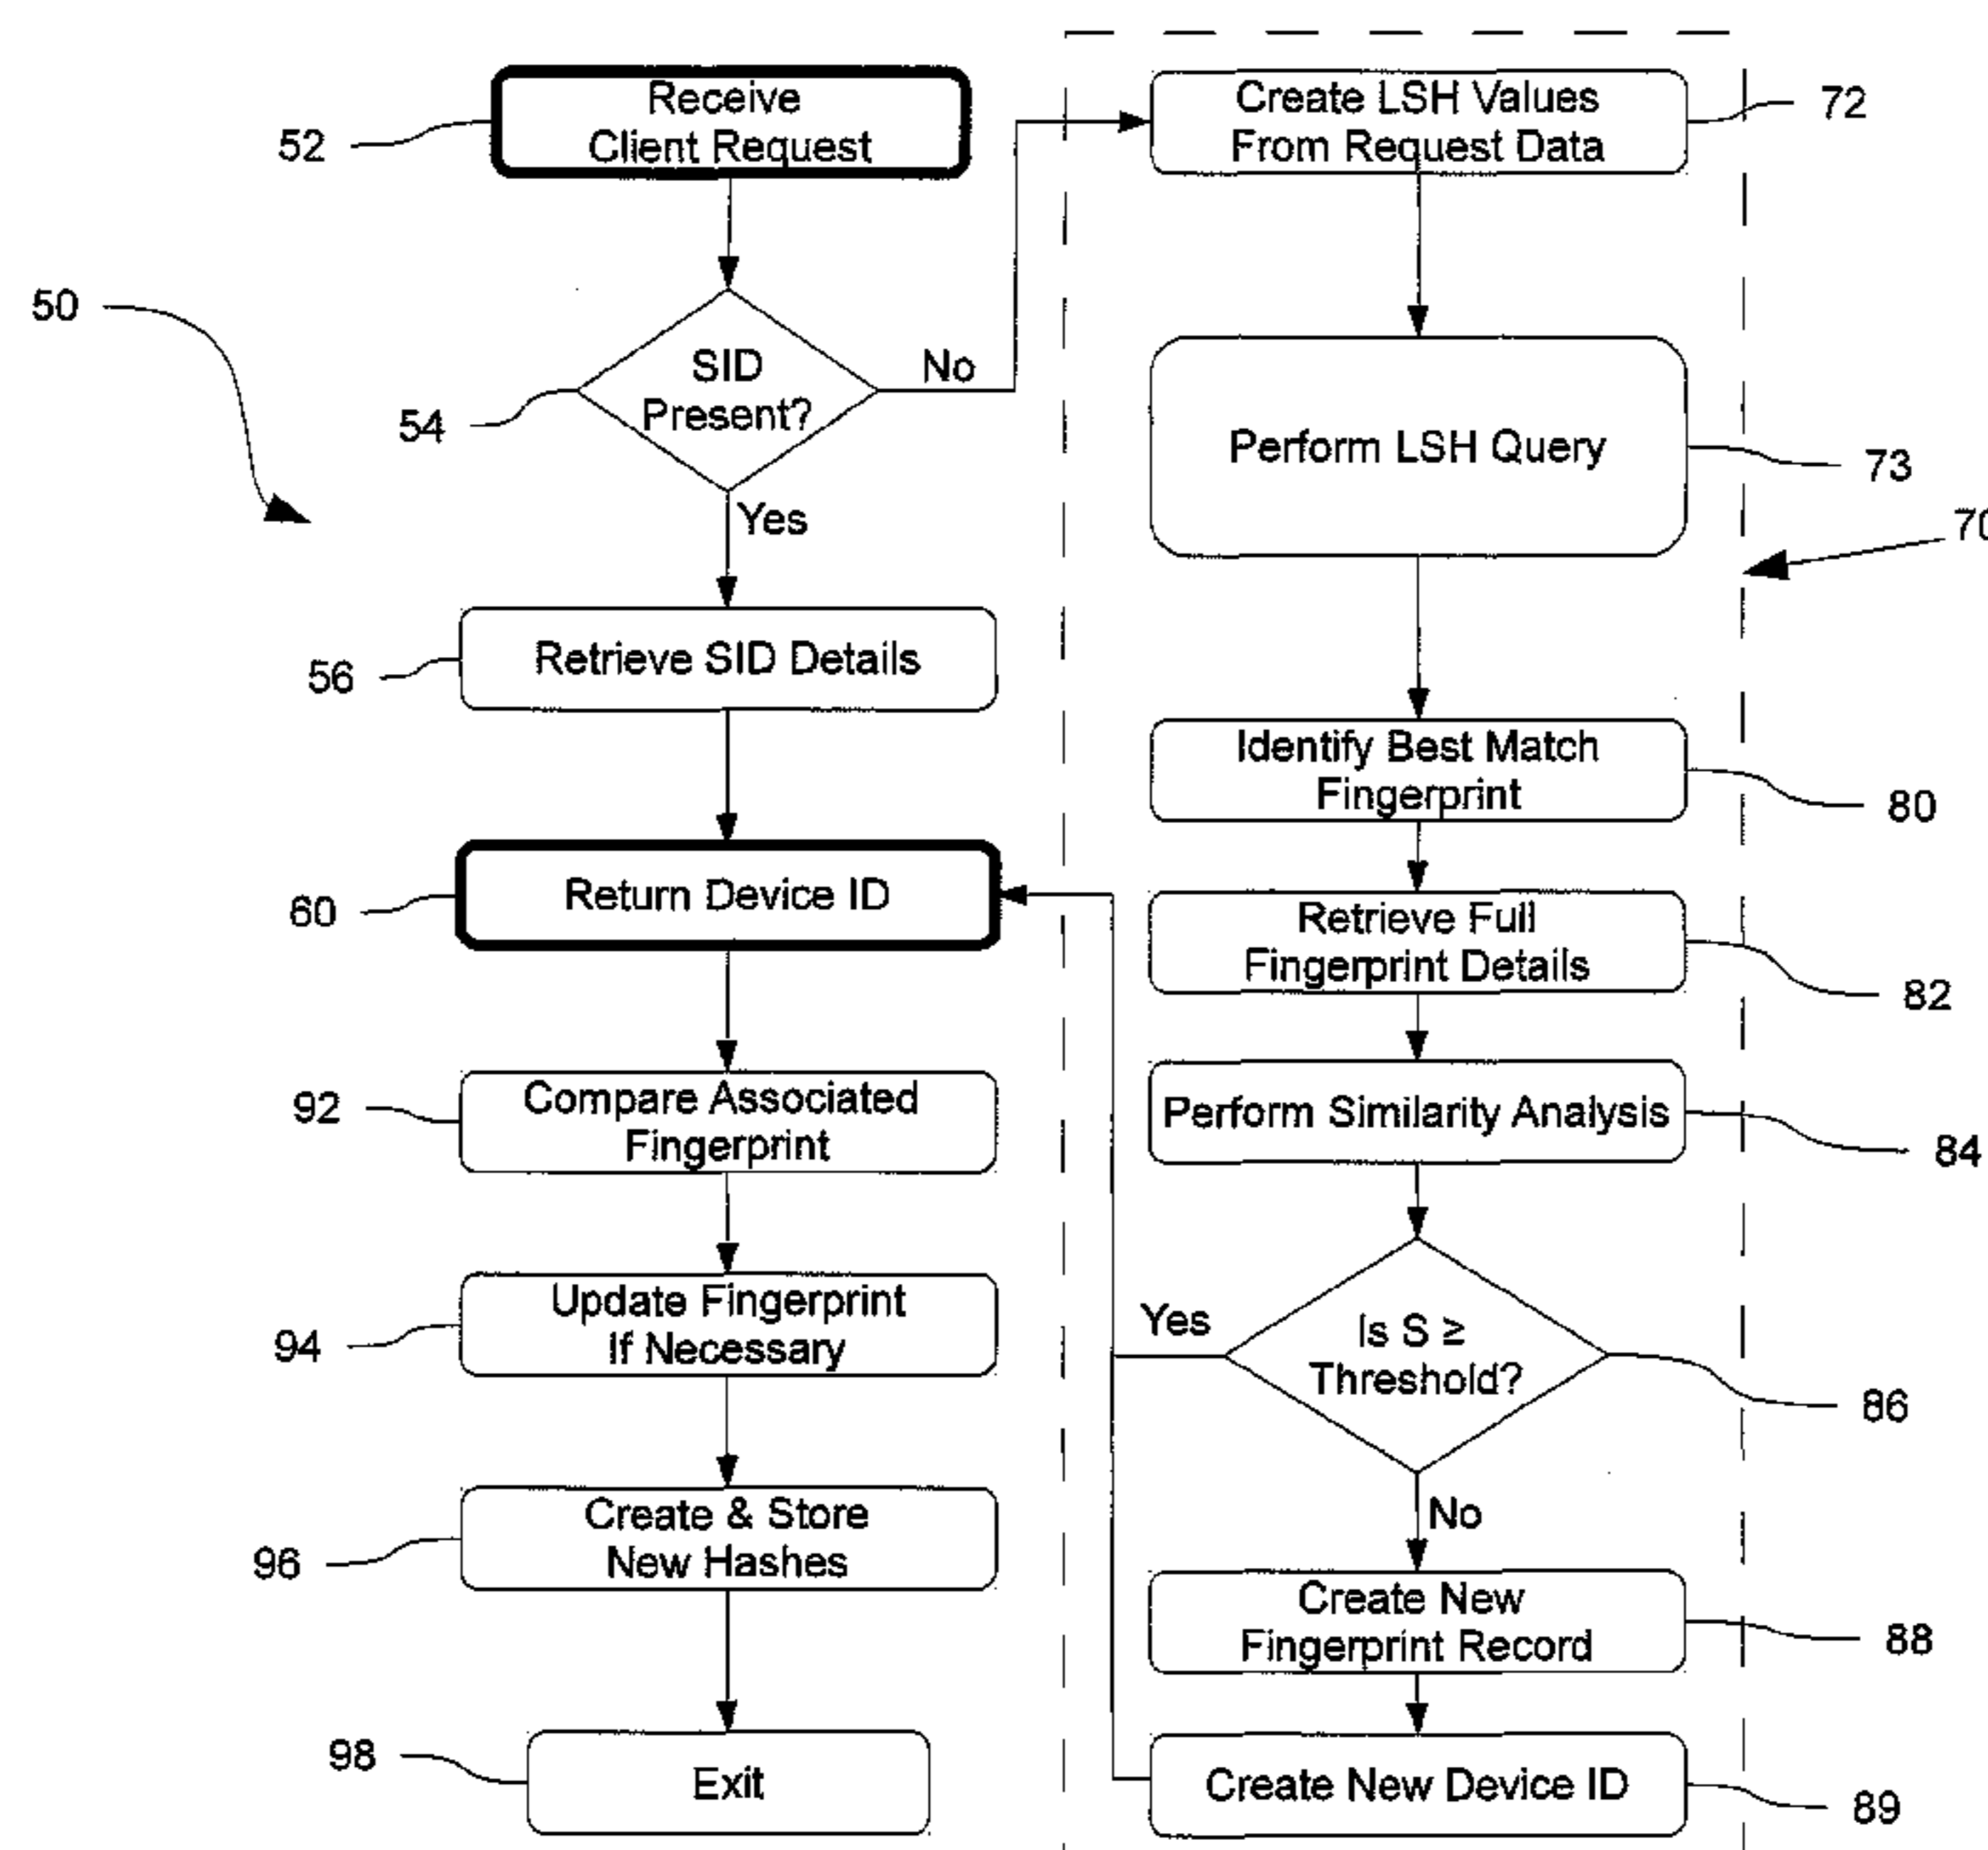 Receive
Client Request
52
50
SID
Present?
No
54
Yes
Retrieve SID Details
56
Return Device ID
60
Compare Associated
Fingerprint
92
Update Fingerprint
If Necessary
94
Create & Store
New Hashes
96
Exit
98
Create LSH Values
From Request Data
72
Perform LSH Query
73
70
Identify Best Match
Fingerprint
80
Retrieve Full
Fingerprint Details
82
Perform Similarity Analysis
84
Is S ≥
Threshold?
Yes
86
No
Create New
Fingerprint Record
88
Create New Device ID
89